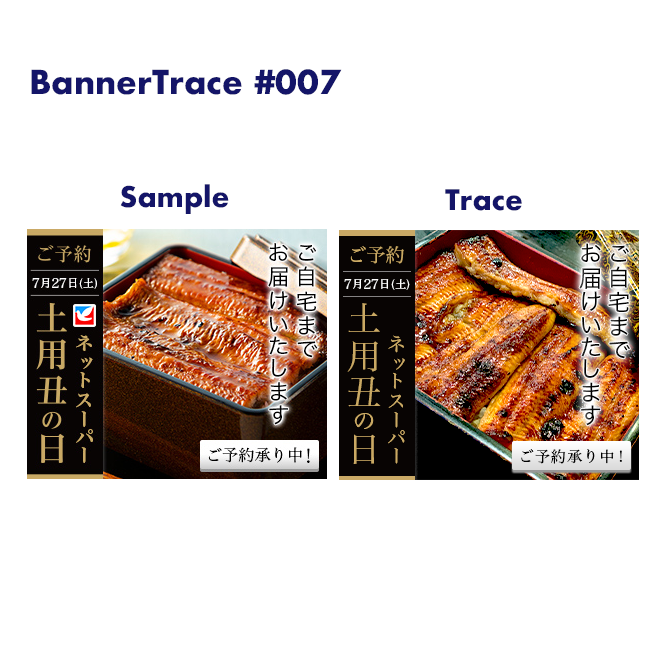 BannerTrace #007
Sample
Trace
ご予約
7月27日(土)
土用丑の日
ネットスーパー
ご自宅まで
お届けいたします
ご予約承り中！
ご予約
7月27日(土)
土用丑の日
ネットスーパー
ご自宅まで
お届けいたします
ご予約承り中！